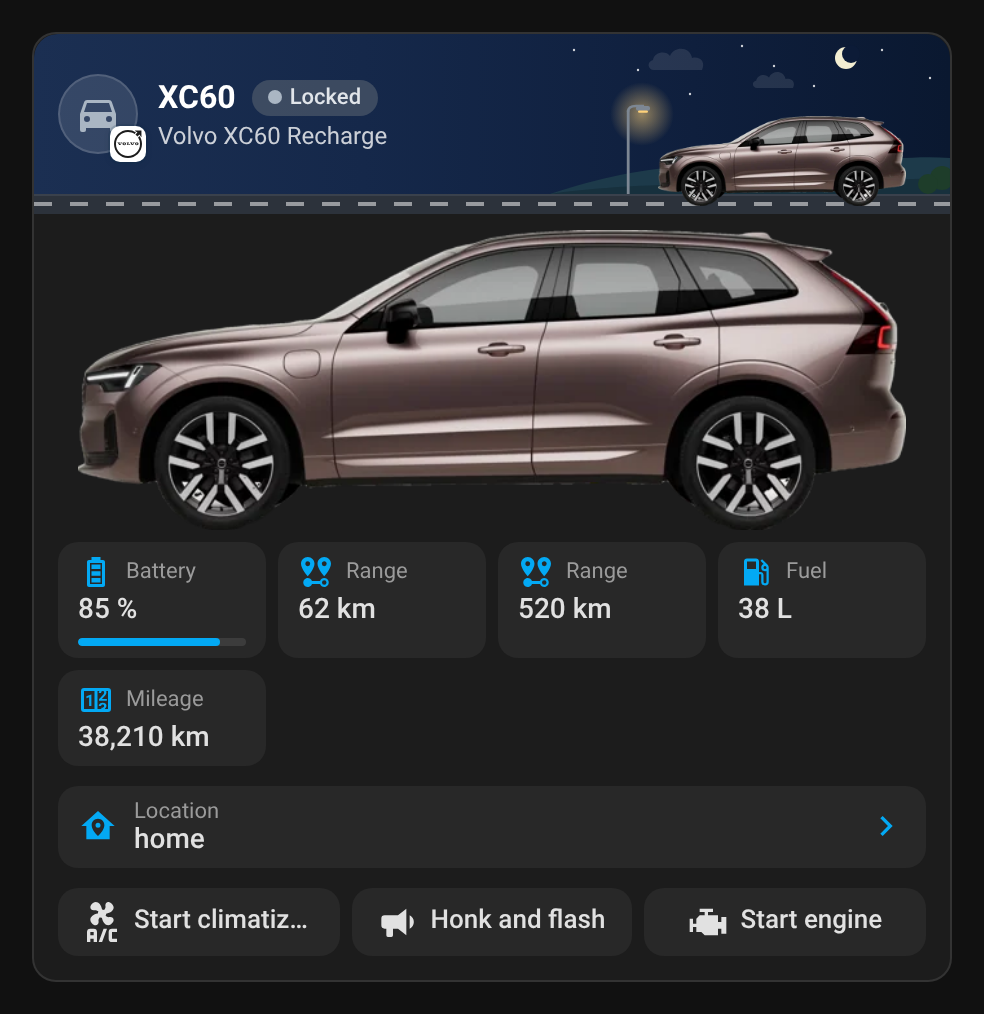 XC60
Locked
VOLVO
Volvo XC60 Recharge
Battery
85 %
Range
62 km
Range
520 km
Fuel
38 L
Mileage
38,210 km
Location
home
A/C
Start climatiz...
Honk and flash
Start engine